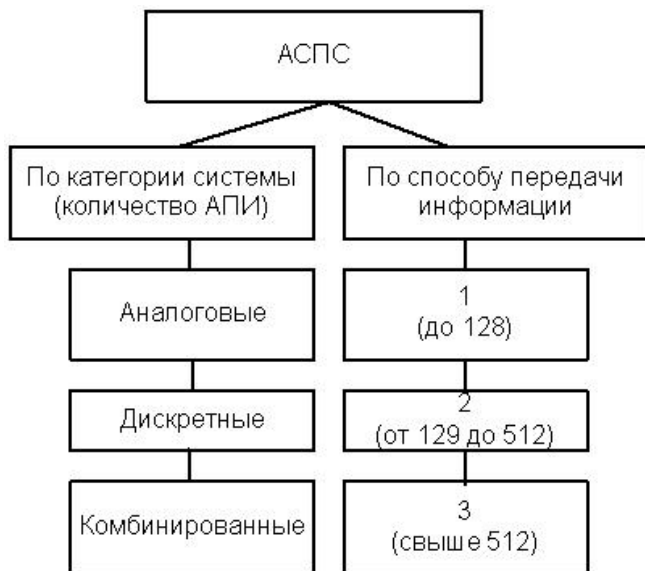 АСПС
По категории системы
(количество АПИ)
По способу передачи
информации
Аналоговые
1
(до 128)
Дискретные
2
(от 129 до 512)
Комбинированные
3
(свыше 512)